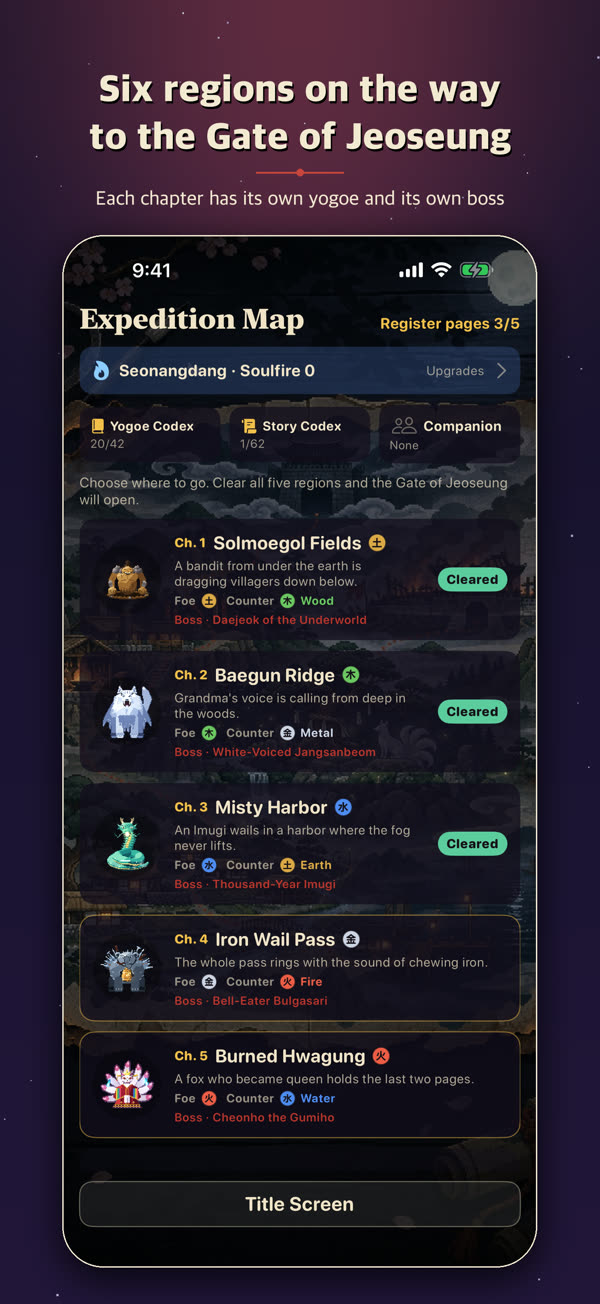 Six regions on the way
to the Gate of Jeoseung
Each chapter has its own yogoe and its own boss
9:41
Expedition Map
Register pages 3/5
Seonangdang · Soulfire 0
Upgrades
Yogoe Codex
20/42
Story Codex
1/62
Companion
None
Choose where to go. Clear all five regions and the Gate of Jeoseung
will open.
Ch. 1 Solmoegol Fields 土
A bandit from under the earth is
dragging villagers down below.
Foe 土 Counter 木 Wood
Boss · Daejeok of the Underworld
Cleared
Ch. 2 Baegun Ridge 木
Grandma's voice is calling from deep in
the woods.
Foe 木 Counter 金 Metal
Boss · White-Voiced Jangsanbeom
Cleared
Ch. 3 Misty Harbor 水
An Imugi wails in a harbor where the fog
never lifts.
Foe 水 Counter 土 Earth
Boss · Thousand-Year Imugi
Cleared
Ch. 4 Iron Wail Pass 金
The whole pass rings with the sound of chewing iron.
Foe 金 Counter 火 Fire
Boss · Bell-Eater Bulgasari
Ch. 5 Burned Hwagung 火
A fox who became queen holds the last two pages.
Foe 火 Counter 水 Water
Boss · Cheonho the Gumiho
Title Screen